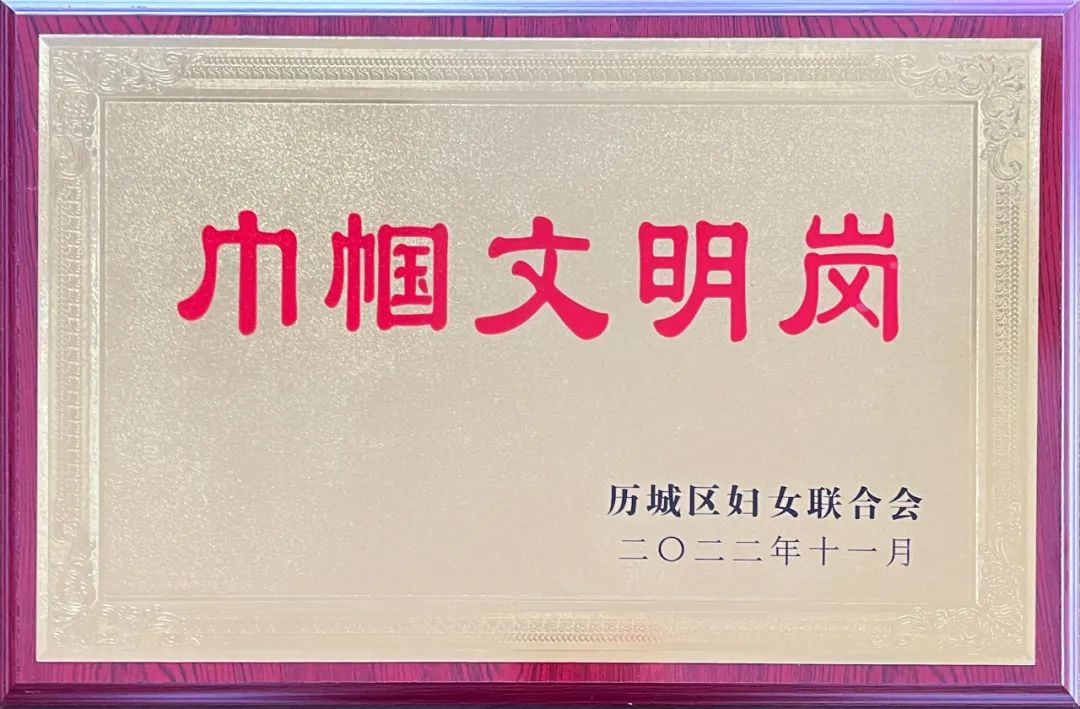 巾帼文明岗
历城区妇女联合会
二〇二二年十一月